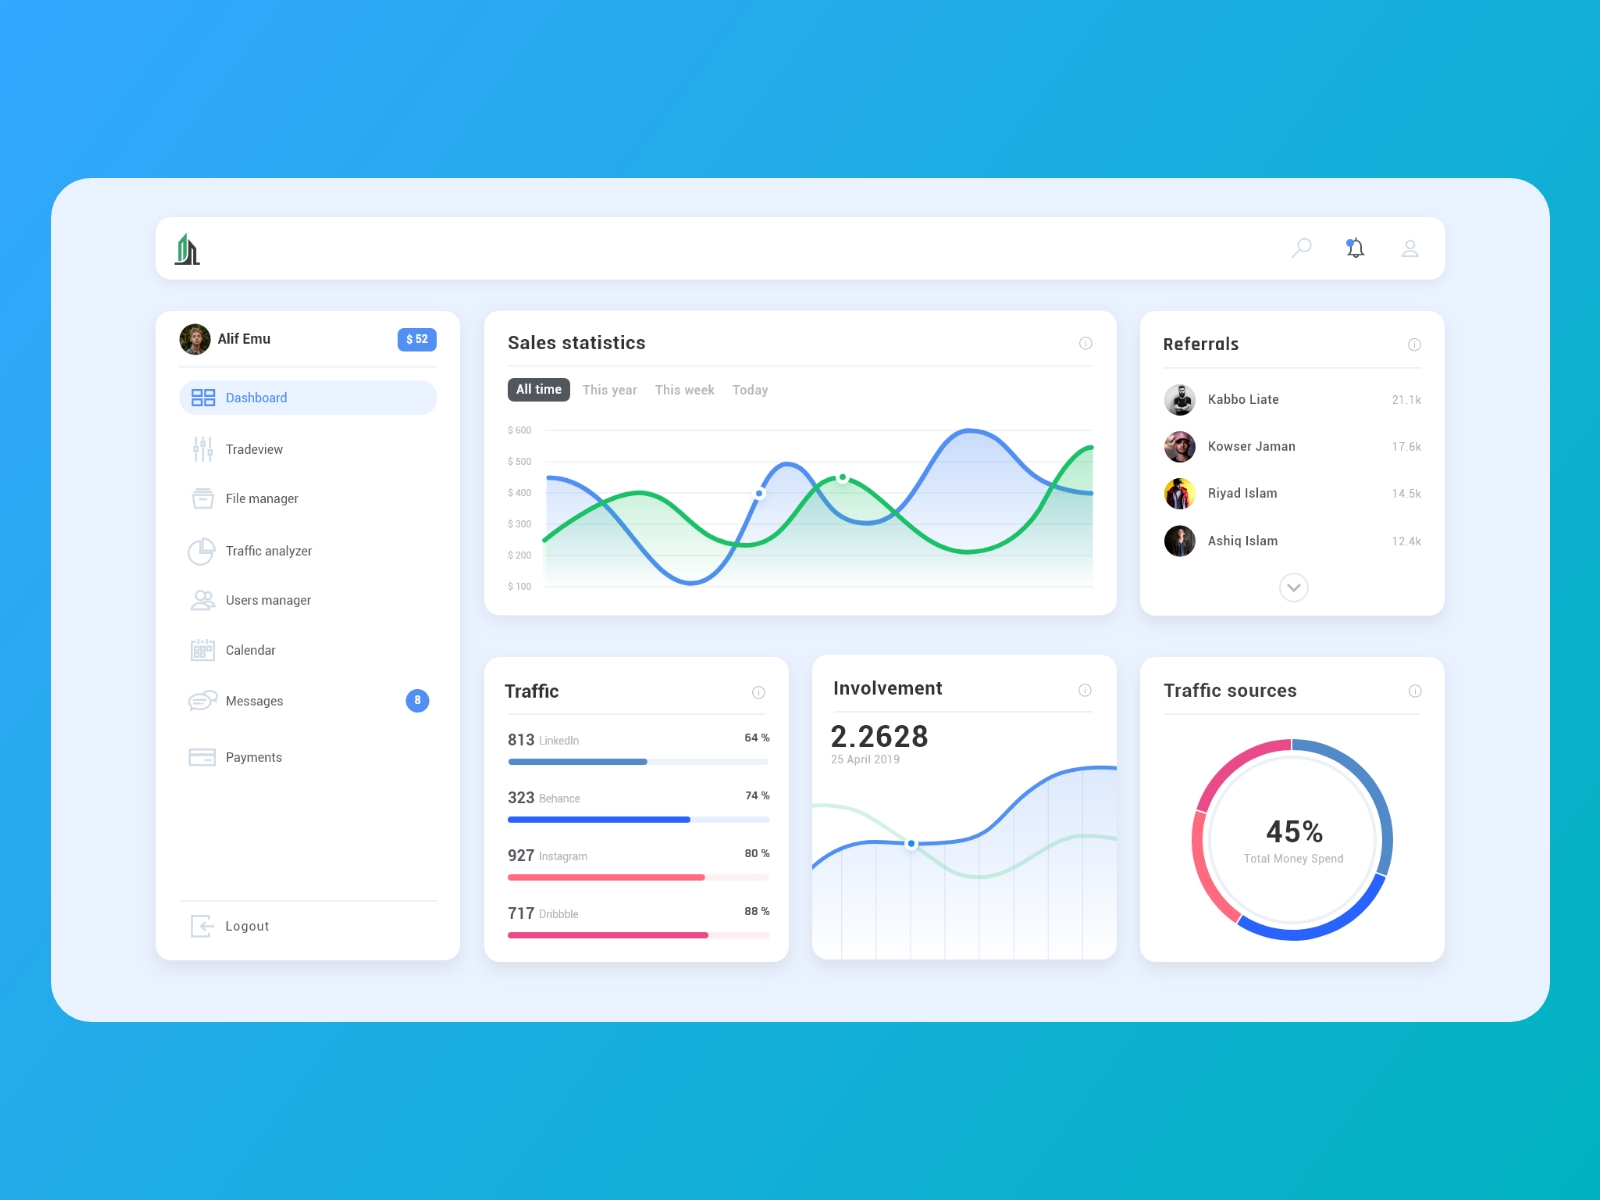 Alif Emu
$ 52
Dashboard
Tradeview
File manager
Traffic analyzer
Users manager
Calendar
Messages
8
Payments
Logout
Sales statistics
All time
This year
This week
Today
$ 600
$ 500
$ 400
$ 300
$ 200
$ 100
Referrals
Kabbo Liate 21.1k
Kowser Jaman 17.6k
Riyad Islam 14.5k
Ashiq Islam 12.4k
Traffic
813 LinkedIn 64 %
323 Behance 74 %
927 Instagram 80 %
717 Dribbble 88 %
Involvement
2.2628
25 April 2019
Traffic sources
45%
Total Money Spend